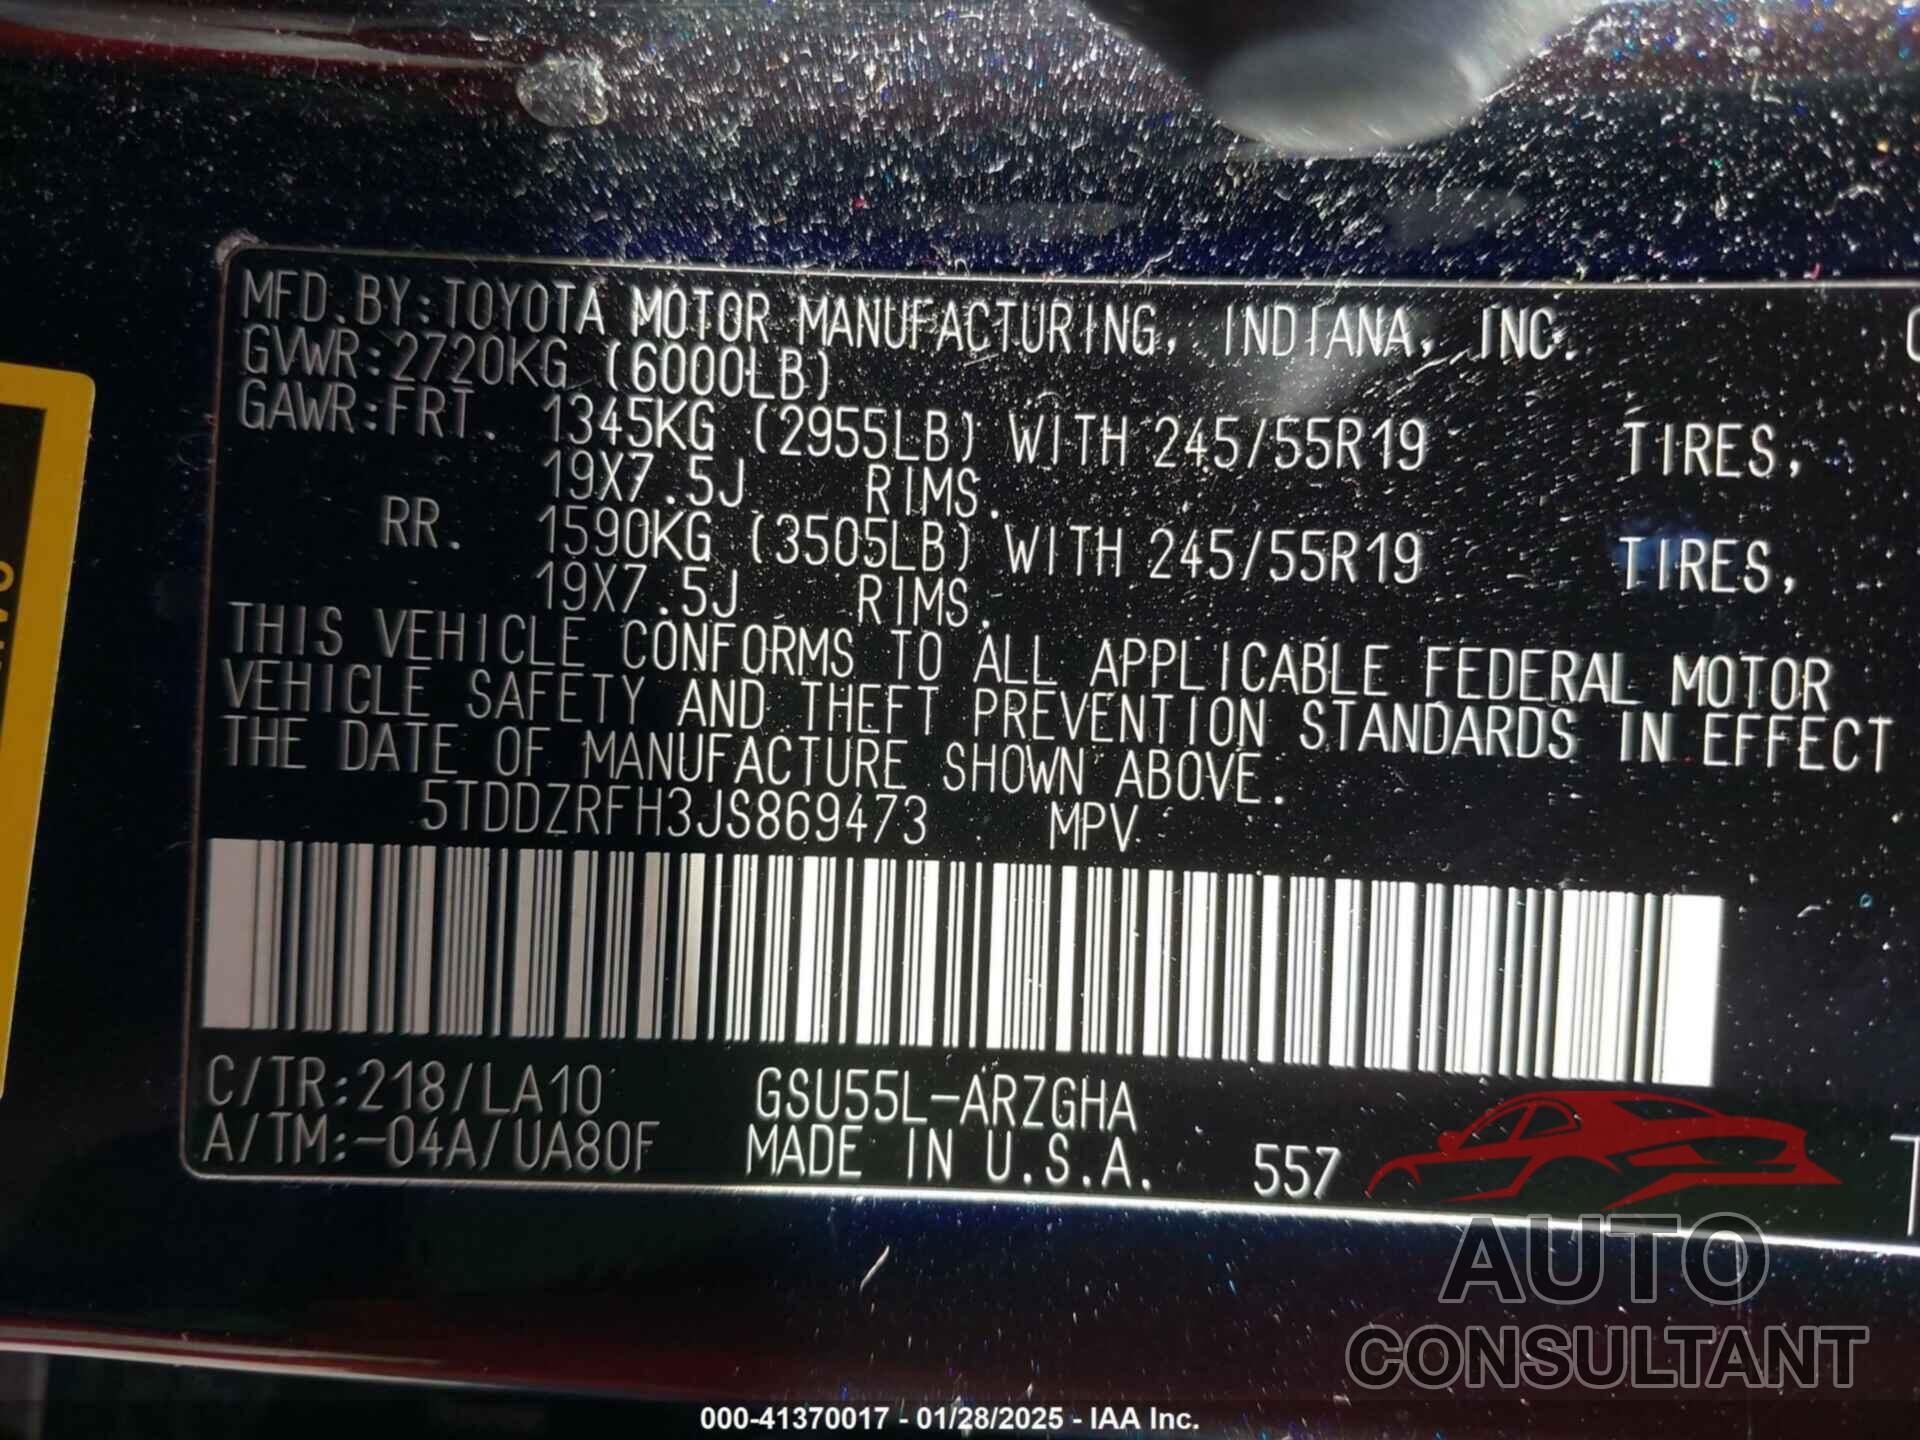 MFD. BY: TOYOTA MOTOR MANUFACTURING, INDIANA, INC.
GVWR: 2720KG (6000LB)
GAWR: FRT. 1345KG (2955LB) WITH 245/55R19 TIRES,
19X7.5J RIMS.
RR. 1590KG (3505LB) WITH 245/55R19 TIRES,
19X7.5J RIMS.
THIS VEHICLE CONFORMS TO ALL APPLICABLE FEDERAL MOTOR
VEHICLE SAFETY AND THEFT PREVENTION STANDARDS IN EFFECT
THE DATE OF MANUFACTURE SHOWN ABOVE.
5TDDZRFH3JS869473 MPV
C/TR: 218/LA10 GSU55L-ARZGHA
A/TM: -04A/UA80F MADE IN U.S.A. 557
AUTO
CONSULTANT
000-41370017 - 01/28/2025 - IAA Inc.